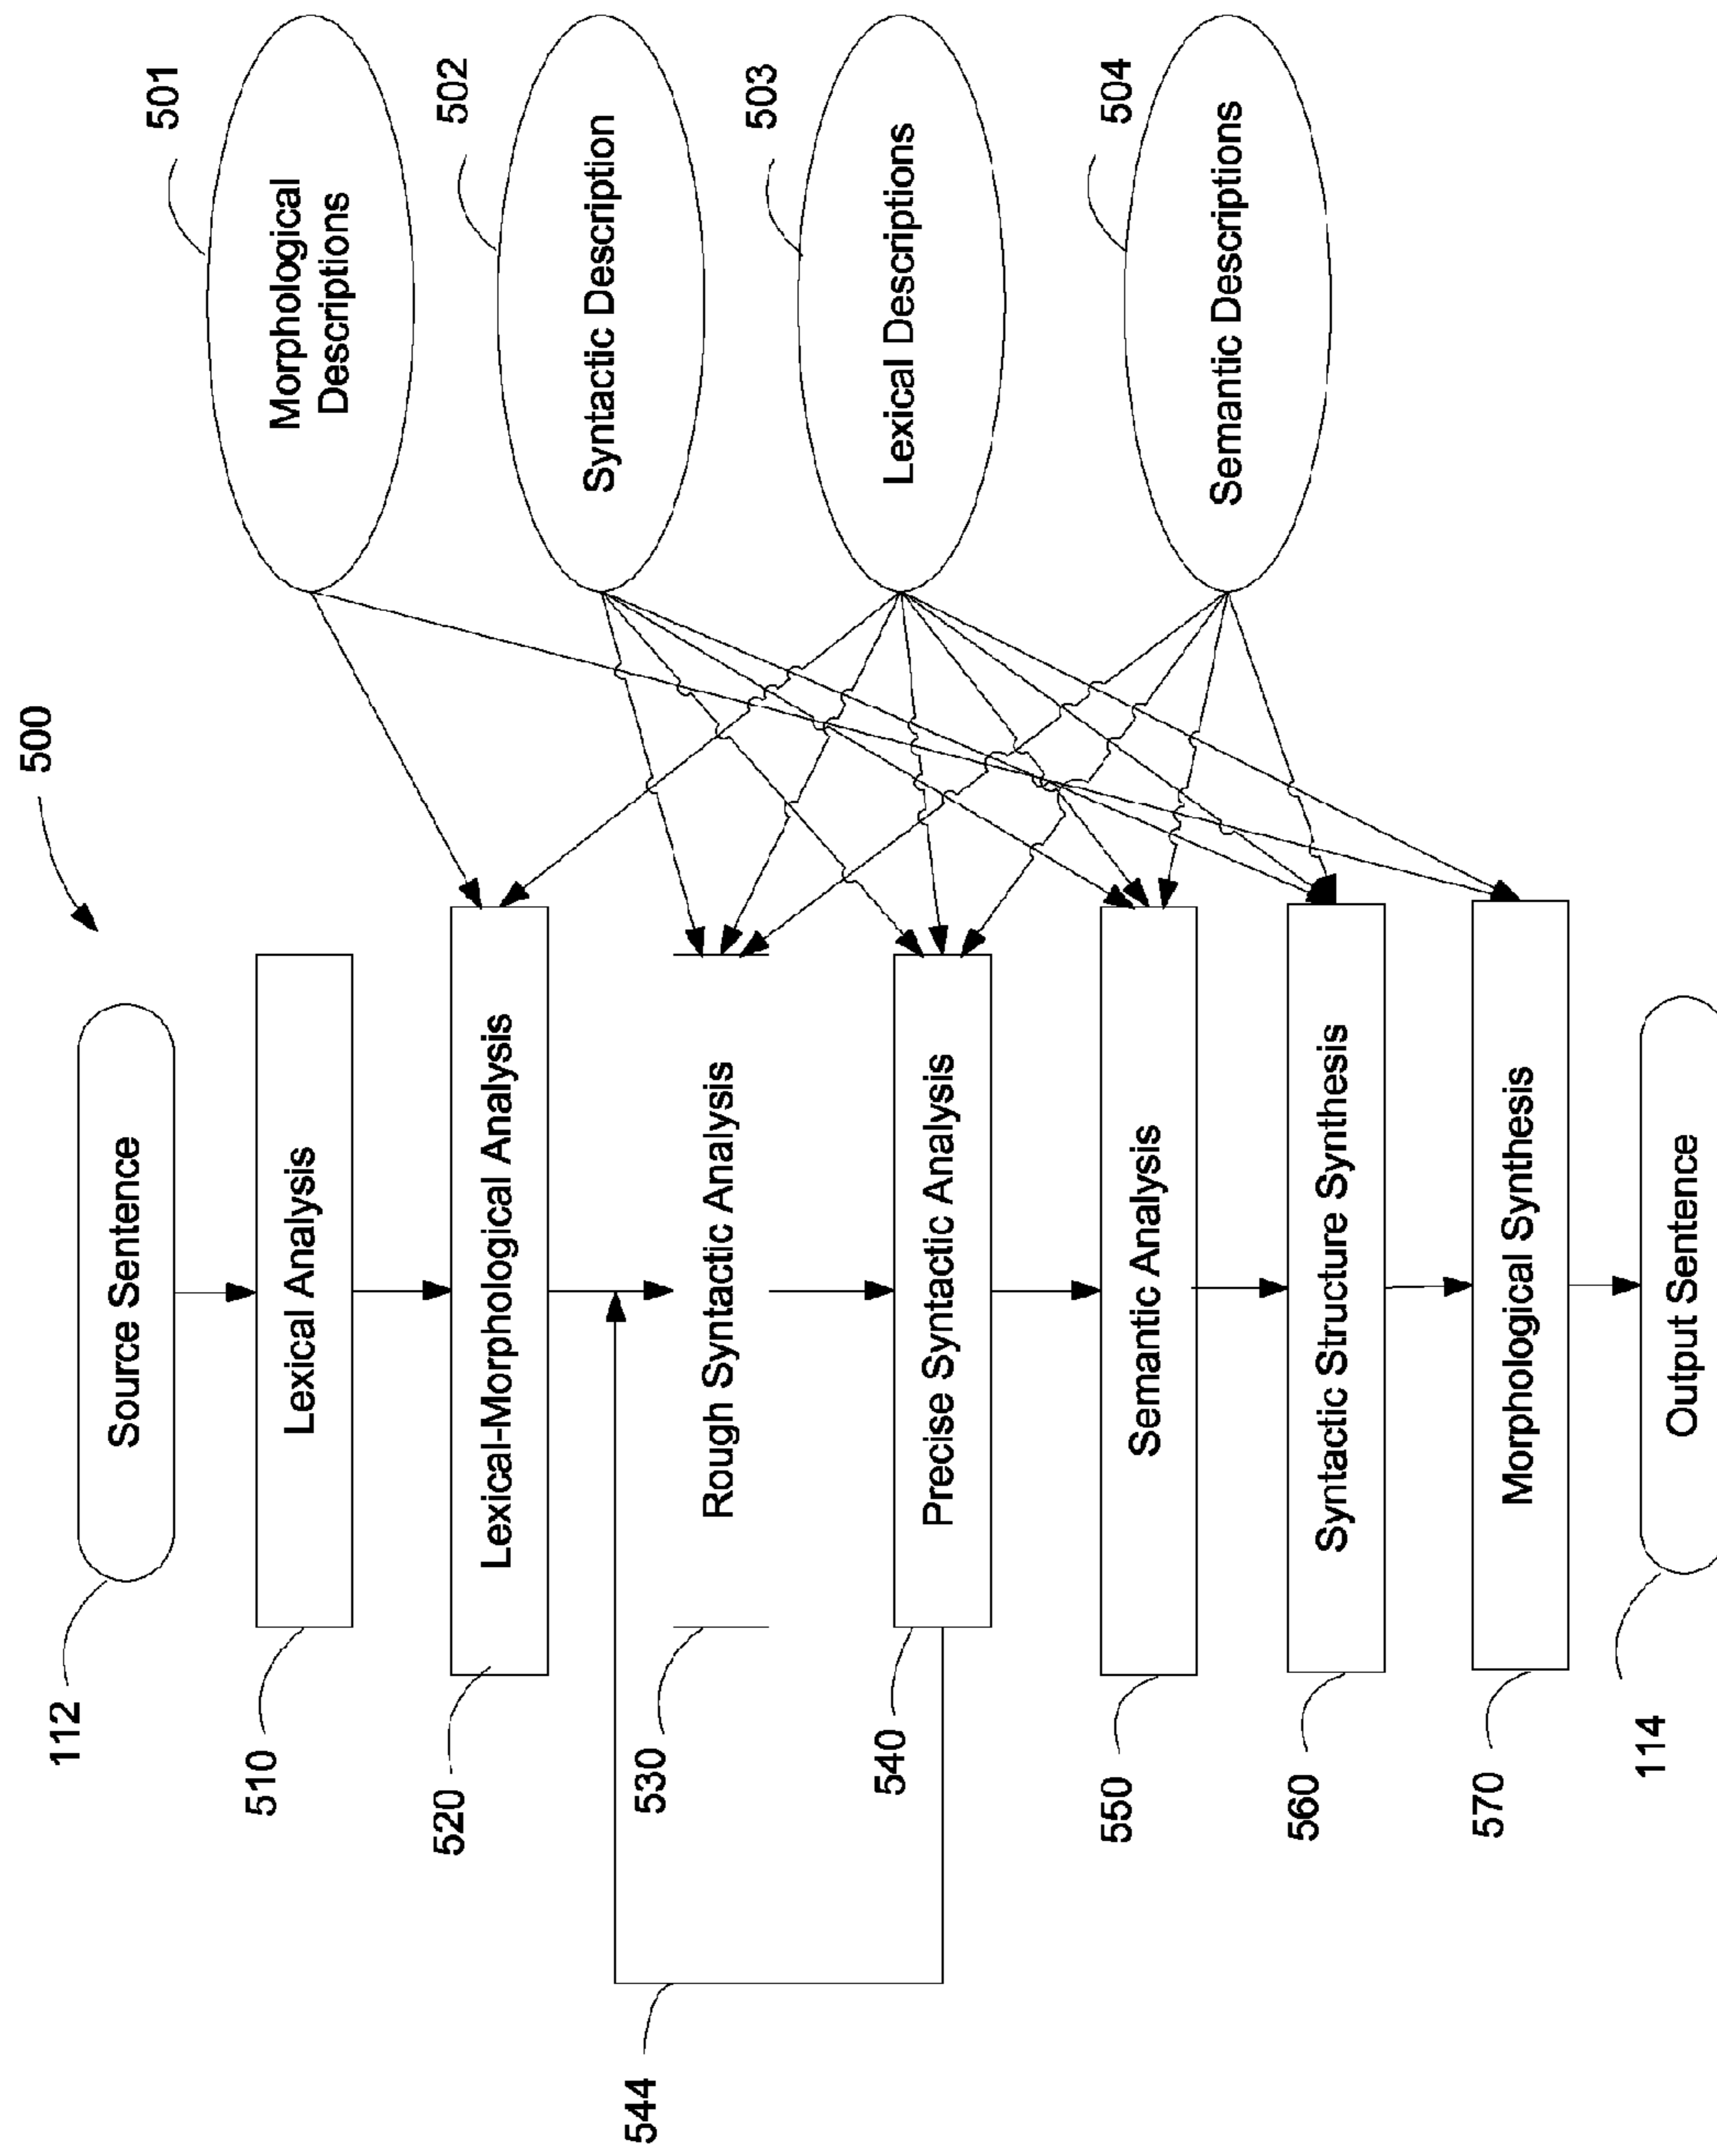 500
112
Source Sentence
510
Lexical Analysis
520
Lexical-Morphological Analysis
530
Rough Syntactic Analysis
540
Precise Syntactic Analysis
544
550
Semantic Analysis
560
Syntactic Structure Synthesis
570
Morphological Synthesis
114
Output Sentence
501
Morphological
Descriptions
502
Syntactic Description
503
Lexical Descriptions
504
Semantic Descriptions